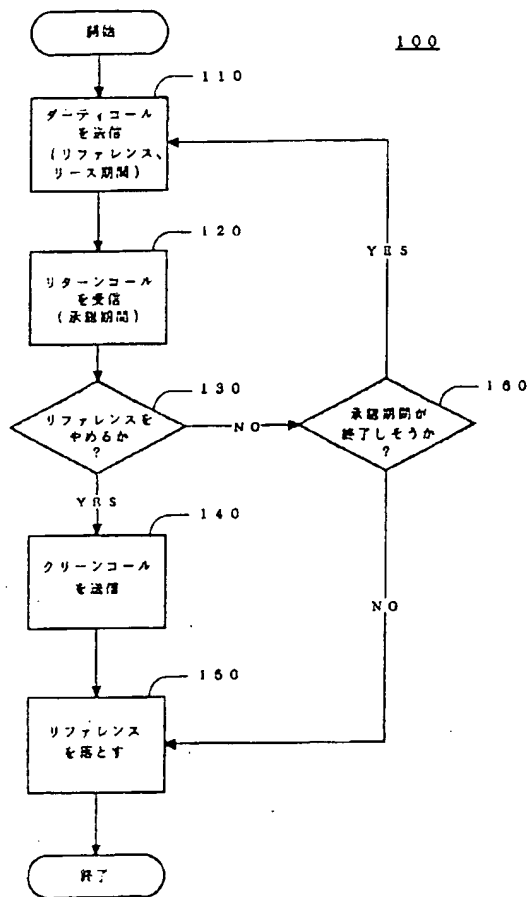 開始
100
110
ダーティコール
を送信
(リファレンス、
リース期間)
120
リターンコール
を受信
(承認期間)
130
リファレンスを
やめるか
?
NO
160
承認期間が
終了しそうか
?
YES
YES
140
クリーンコール
を送信
NO
150
リファレンス
を落とす
終了